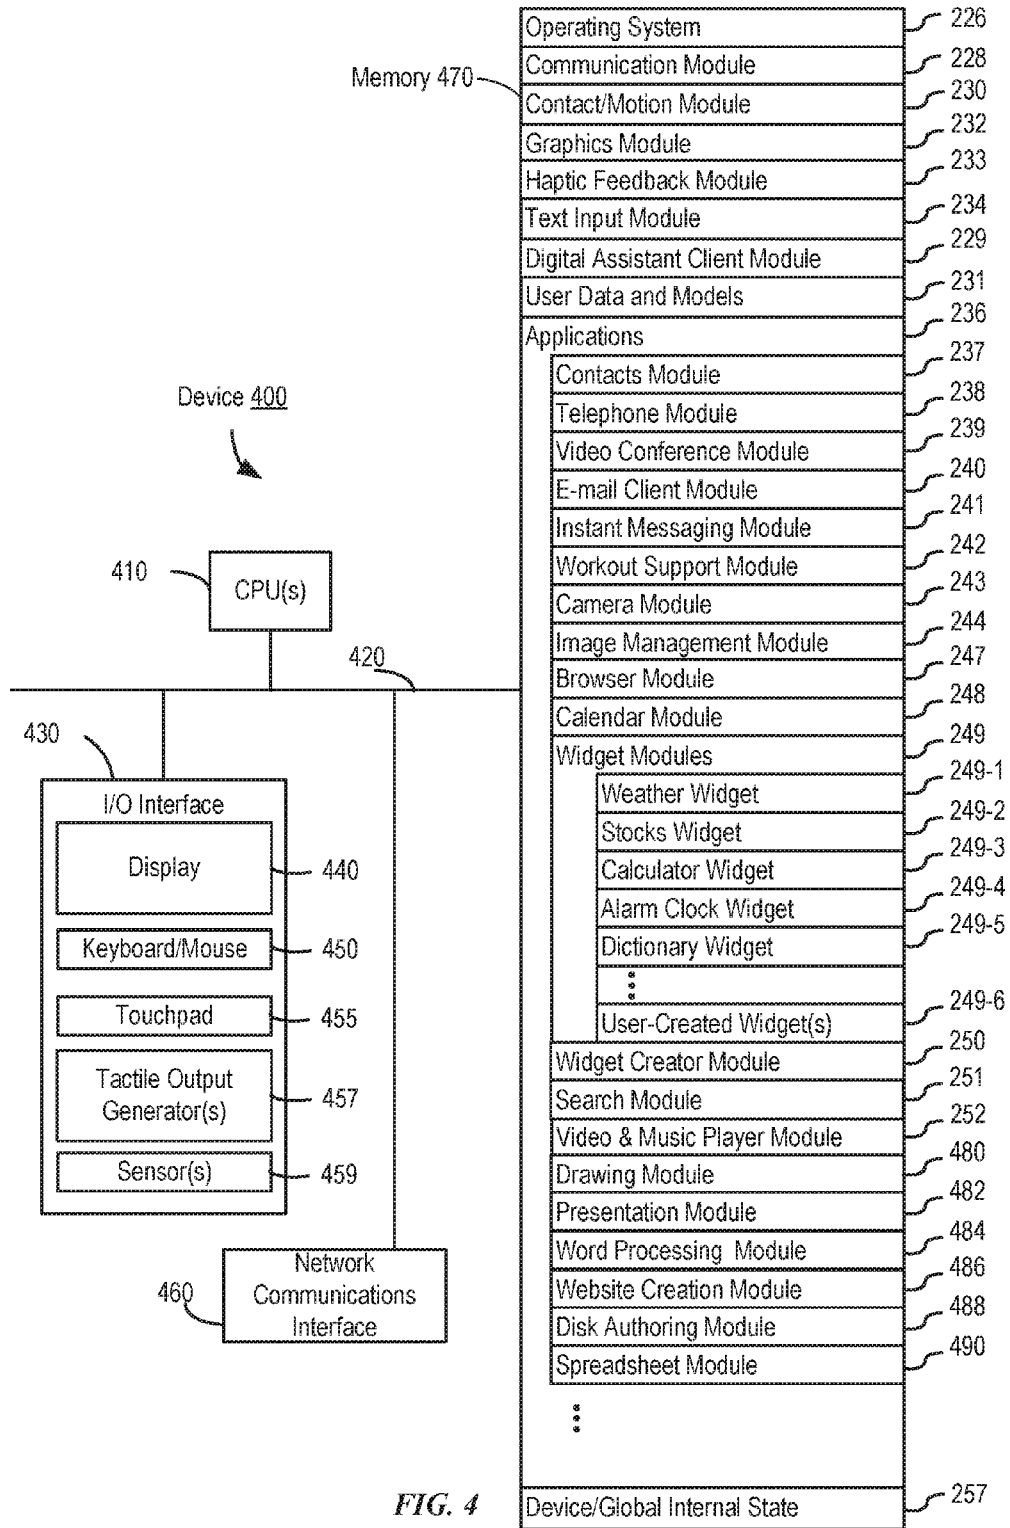 Operating System 226
Communication Module 228
Memory 470
Contact/Motion Module 230
Graphics Module 232
Haptic Feedback Module 233
Text Input Module 234
Digital Assistant Client Module 229
User Data and Models 231
Applications 236
Contacts Module 237
Device 400
Telephone Module 238
Video Conference Module 239
E-mail Client Module 240
Instant Messaging Module 241
Workout Support Module 242
410
CPU(s)
Camera Module 243
Image Management Module 244
420
Browser Module 247
Calendar Module 248
430
Widget Modules 249
I/O Interface
Weather Widget 249-1
Stocks Widget 249-2
Display 440
Calculator Widget 249-3
Alarm Clock Widget 249-4
Keyboard/Mouse 450
Dictionary Widget 249-5
Touchpad 455
User-Created Widget(s) 249-6
Widget Creator Module 250
Tactile Output
Generator(s) 457
Search Module 251
Video & Music Player Module 252
Sensor(s) 459
Drawing Module 480
Presentation Module 482
Word Processing Module 484
460
Network
Communications
Interface
Website Creation Module 486
Disk Authoring Module 488
Spreadsheet Module 490
FIG. 4
Device/Global Internal State 257